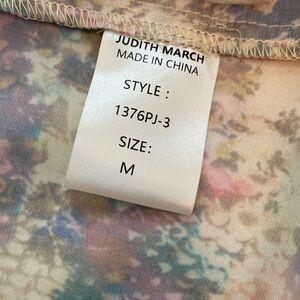 JUDITH MARCH
MADE IN CHINA
STYLE :
1376PJ-3
SIZE:
M